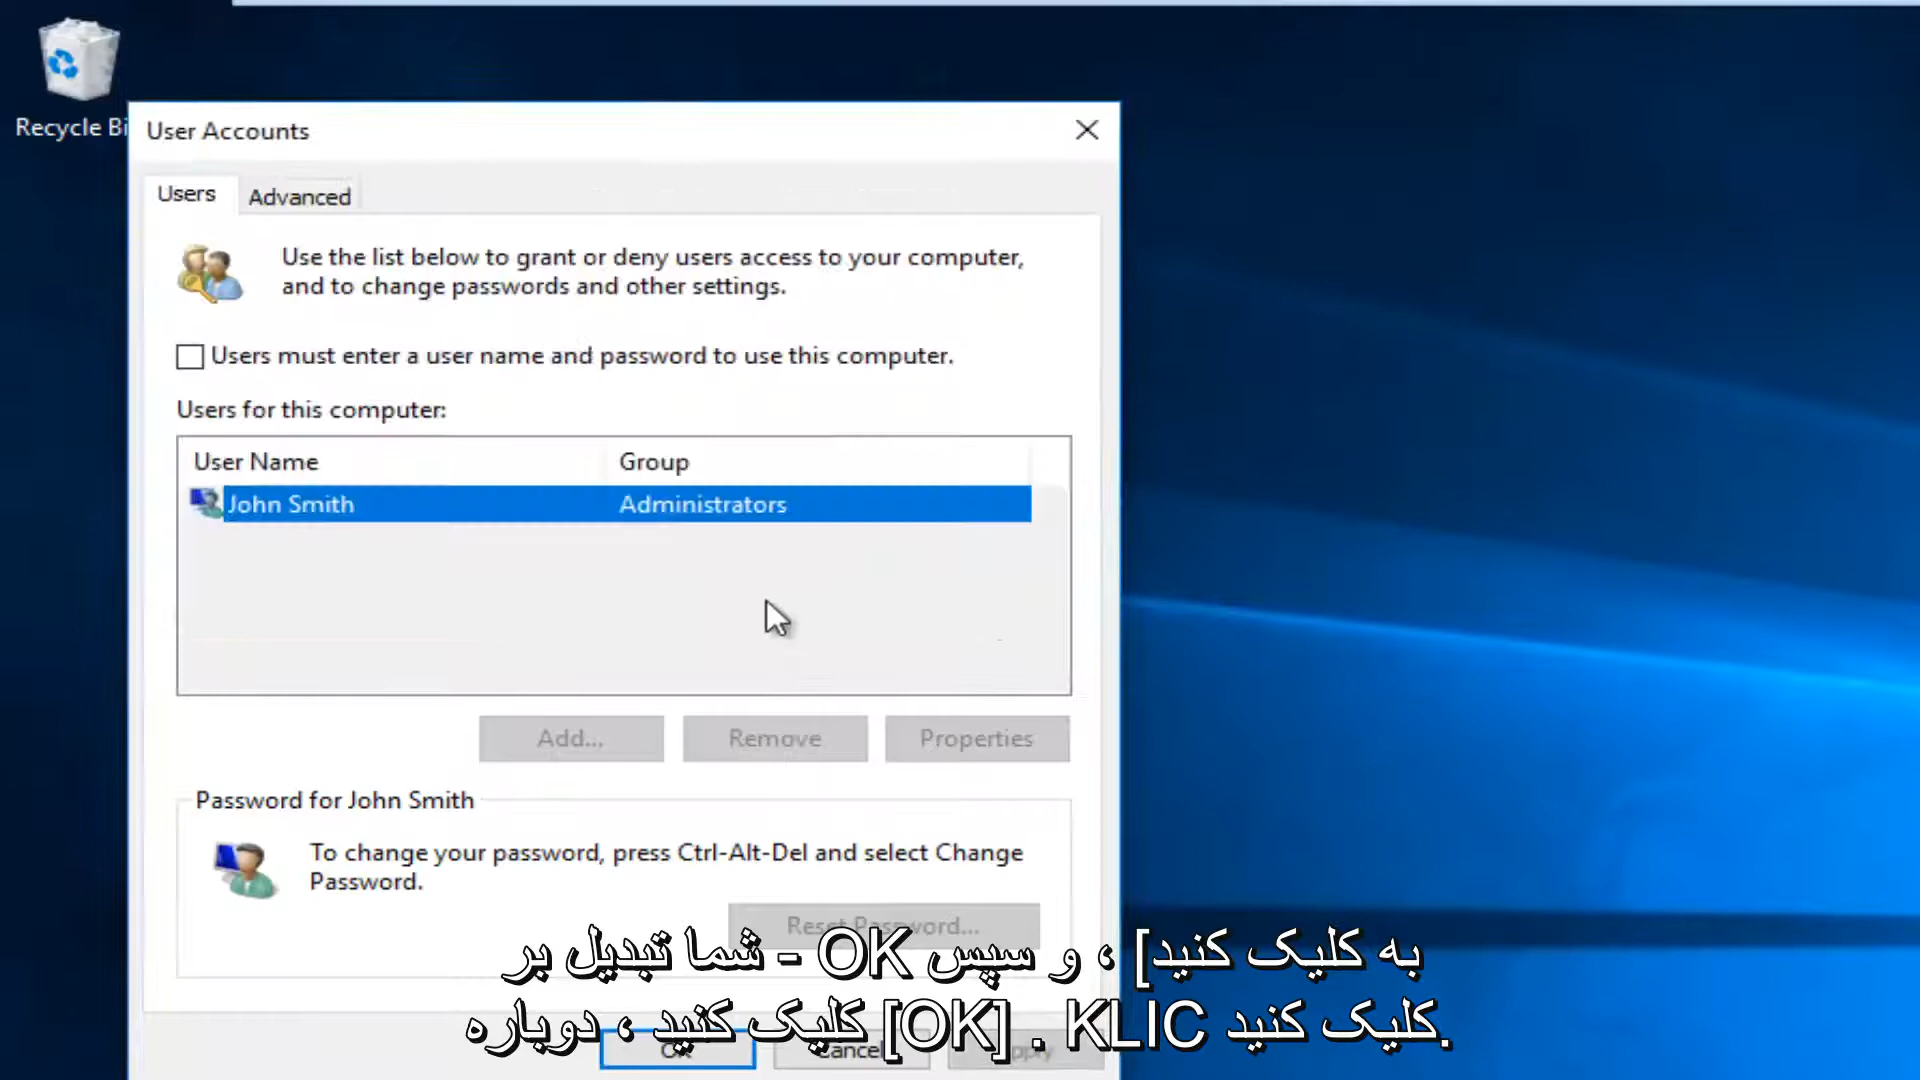 Recycle Bi
User Accounts
Users
Advanced
Use the list below to grant or deny users access to your computer,
and to change passwords and other settings.
Users must enter a user name and password to use this computer.
Users for this computer:
User Name
Group
John Smith
Administrators
Add...
Remove
Properties
Password for John Smith
To change your password, press Ctrl-Alt-Del and select Change
Password.
Reset Password...
به کلیک کنید] ، و سپس OK - شما تبدیل بر
کلیک کنید ، دوباره [OK] . KLIC کلیک کنید.
OK
Cancel
Apply